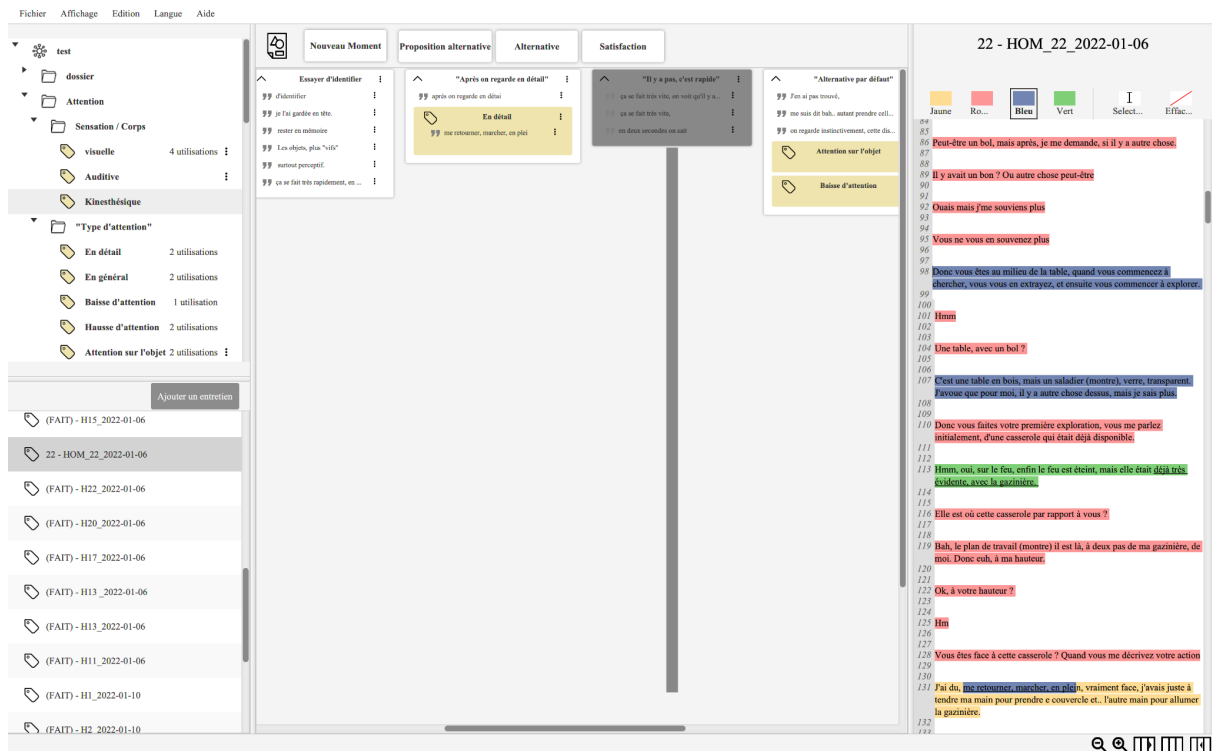 Fichier Affichage Edition Langue Aide
test
dossier
Attention
Sensation / Corps
visuelle 4 utilisations
Auditive
Kinesthésique
"Type d'attention"
En détail 2 utilisations
En général 2 utilisations
Baisse d'attention 1 utilisation
Hausse d'attention 2 utilisations
Attention sur l'objet 2 utilisations
Ajouter un entretien
(FAIT) - H15_2022-01-06
22 - HOM_22_2022-01-06
(FAIT) - H22_2022-01-06
(FAIT) - H20_2022-01-06
(FAIT) - H17_2022-01-06
(FAIT) - H13 _2022-01-06
(FAIT) - H13_2022-01-06
(FAIT) - H11_2022-01-06
(FAIT) - H1_2022-01-10
(FAIT) - H2_2022-01-10
Nouveau Moment
Proposition alternative
Alternative
Satisfaction
Essayer d'identifier
d'identifier
je l'ai gardée en tête.
rester en mémoire
Les objets, plus "vifs"
surtout perceptif.
ça se fait très rapidement, en ...
"Après on regarde en détail"
après on regarde en détai
En détail
me retourner, marcher, en plei
"Il y a pas, c'est rapide"
ça se fait très vite, on voit qu'il y a...
ça se fait très vite,
en deux secondes on sait
"Alternative par défaut"
J'en ai pas trouvé,
me suis dit bah.. autant prendre cell...
on regarde instinctivement, cette dis...
Attention sur l'objet
Baisse d'attention
22 - HOM_22_2022-01-06
Jaune Ro... Bleu Vert Select... Effac...
84
85
86 Peut-être un bol, mais après, je me demande, si il y a autre chose.
87
88
89 Il y avait un bon ? Ou autre chose peut-être
90
91
92 Ouais mais j'me souviens plus
93
94
95 Vous ne vous en souvenez plus
96
97
98 Donc vous êtes au milieu de la table, quand vous commencez à
chercher, vous vous en extrayez, et ensuite vous commencer à explorer.
99
100
101 Hmm
102
103
104 Une table, avec un bol ?
105
106
107 C'est une table en bois, mais un saladier (montre), verre, transparent.
J'avoue que pour moi, il y a autre chose dessus, mais je sais plus.
108
109
110 Donc vous faites votre première exploration, vous me parlez
initialement, d'une casserole qui était déjà disponible.
111
112
113 Hmm, oui, sur le feu, enfin le feu est éteint, mais elle était déjà très
évidente, avec la gazinière.
114
115
116 Elle est où cette casserole par rapport à vous ?
117
118
119 Bah, le plan de travail (montre) il est là, à deux pas de ma gazinière, de
moi. Donc euh, à ma hauteur.
120
121
122 Ok, à votre hauteur ?
123
124
125 Hm
126
127
128 Vous êtes face à cette casserole ? Quand vous me décrivez votre action
129
130
131 J'ai du, me retourner, marcher, en plein, vraiment face, j'avais juste à
tendre ma main pour prendre e couvercle et.. l'autre main pour allumer
la gazinière.
132
133